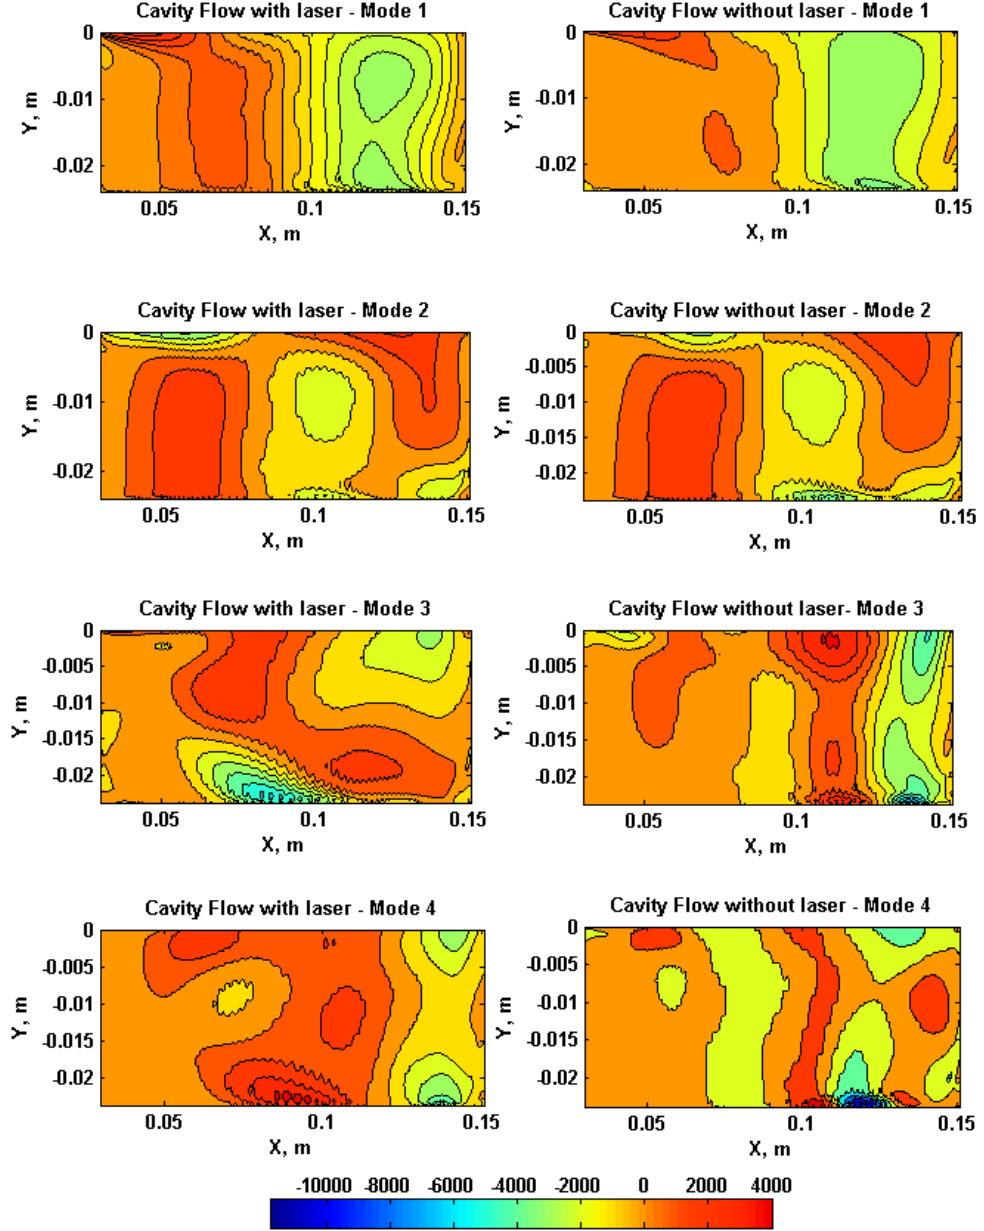 Cavity Flow with laser - Mode 1
Cavity Flow without laser - Mode 1
0
-0.01
-0.02
Y, m
0.05
0.1
0.15
X, m
0
-0.01
-0.02
Y, m
0.05
0.1
0.15
X, m
Cavity Flow with laser - Mode 2
Cavity Flow without laser - Mode 2
0
-0.01
-0.02
Y, m
0.05
0.1
0.15
X, m
0
-0.005
-0.01
-0.015
-0.02
Y, m
0.05
0.1
0.15
X, m
Cavity Flow with laser - Mode 3
Cavity Flow without laser- Mode 3
0
-0.005
-0.01
-0.015
-0.02
Y, m
0.05
0.1
0.15
X, m
0
-0.005
-0.01
-0.015
-0.02
Y, m
0.05
0.1
0.15
X, m
Cavity Flow with laser - Mode 4
Cavity Flow without laser - Mode 4
0
-0.005
-0.01
-0.015
-0.02
Y, m
0.05
0.1
0.15
X, m
0
-0.005
-0.01
-0.015
-0.02
Y, m
0.05
0.1
0.15
X, m
-10000 -8000 -6000 -4000 -2000 0 2000 4000